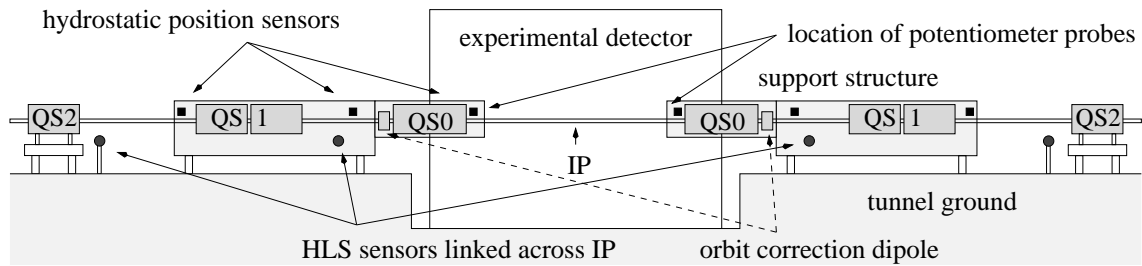 hydrostatic position sensors
experimental detector
location of potentiometer probes
support structure
QS2
QS 1
QS0
QS0
QS 1
QS2
IP
tunnel ground
HLS sensors linked across IP
orbit correction dipole